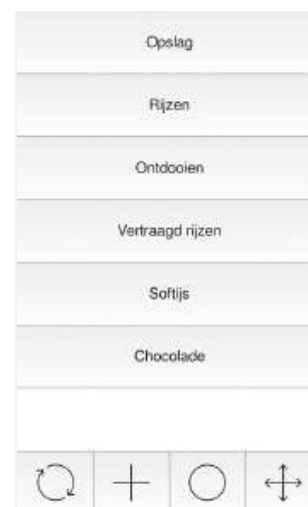 Opslag
Rijzen
Ontdooien
Vertraagd rijzen
Softijs
Chocolade